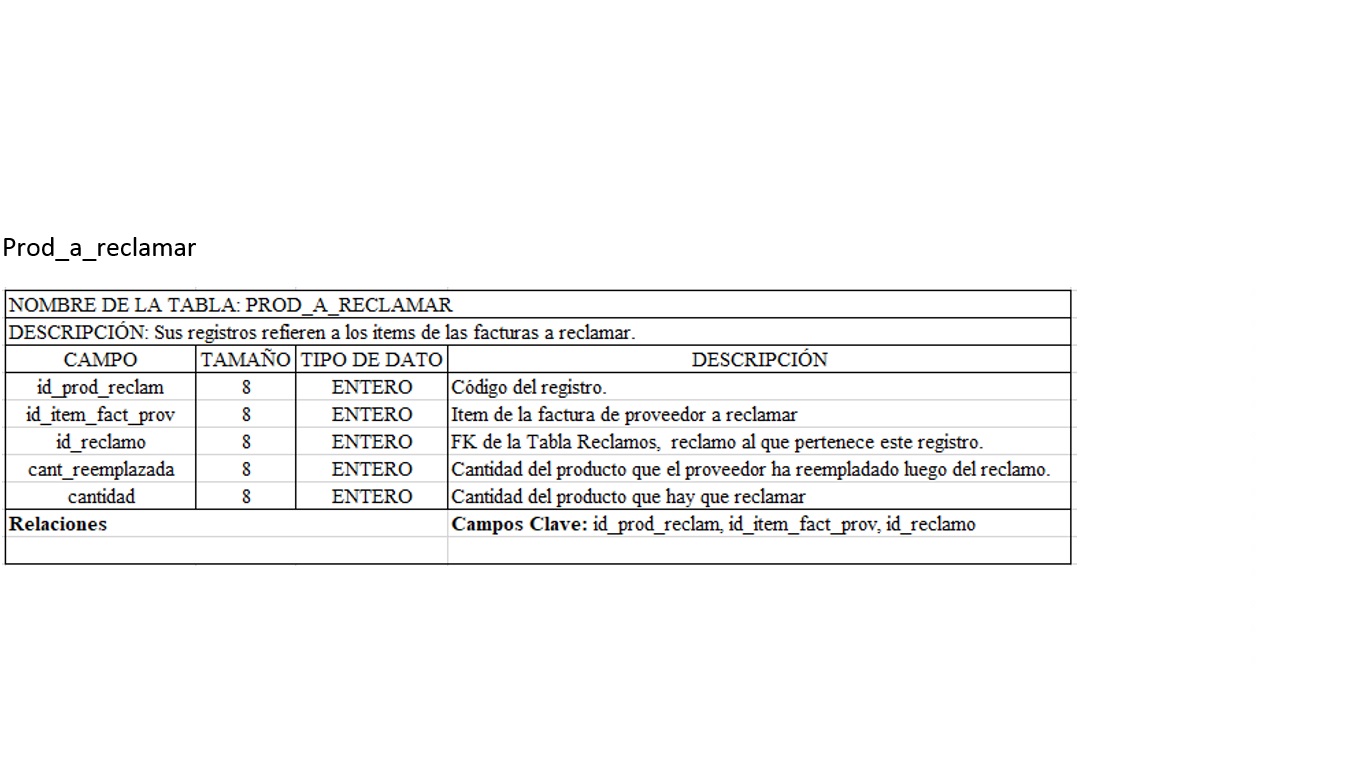 Prod_a_reclamar
NOMBRE DE LA TABLA: PROD_A_RECLAMAR
DESCRIPCIÓN: Sus registros refieren a los items de las facturas a reclamar.
CAMPO TAMAÑO TIPO DE DATO DESCRIPCIÓN
id_prod_reclam 8 ENTERO Código del registro.
id_item_fact_prov 8 ENTERO Item de la factura de proveedor a reclamar
id_reclamo 8 ENTERO FK de la Tabla Reclamos, reclamo al que pertenece este registro.
cant_reemplazada 8 ENTERO Cantidad del producto que el proveedor ha reempladado luego del reclamo.
cantidad 8 ENTERO Cantidad del producto que hay que reclamar
Relaciones Campos Clave: id_prod_reclam, id_item_fact_prov, id_reclamo